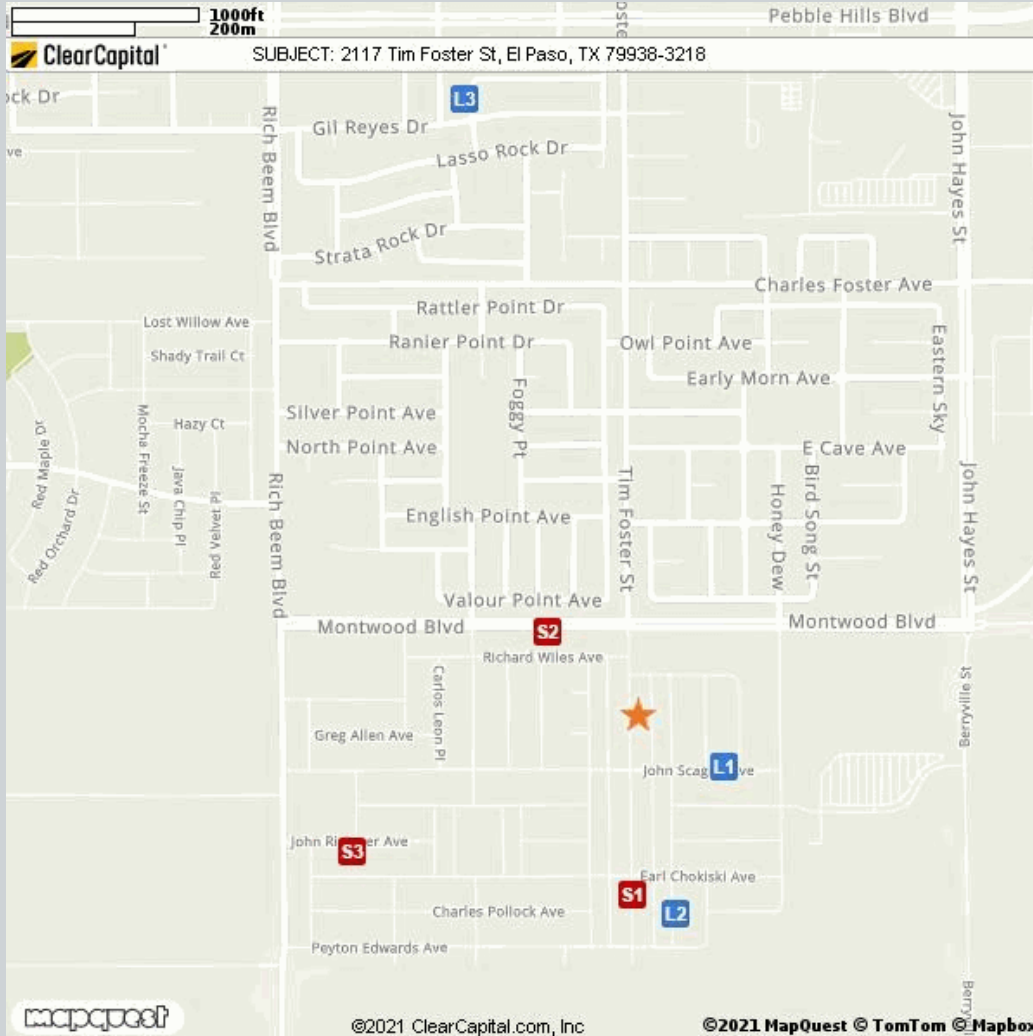 1000ft
200m
Pebble Hills Blvd
ClearCapital
SUBJECT: 2117 Tim Foster St, El Paso, TX 79938-3218
L3
Gil Reyes Dr
Lasso Rock Dr
Rich Beem Blvd
John Hayes St
Strata Rock Dr
Charles Foster Ave
Rattler Point Dr
Lost Willow Ave
Ranier Point Dr
Owl Point Ave
Shady Trail Ct
Early Morn Ave
Eastern Sky
Foggy Pt
Silver Point Ave
Mocha Freeze St
Hazy Ct
North Point Ave
E Cave Ave
Red Maple Dr
Java Chip Pl
Red Velvet Pl
Rich Beem Blvd
Tim Foster St
Honey Dew
Bird Song St
John Hayes St
Red Orchard Dr
English Point Ave
Valour Point Ave
Montwood Blvd
S2
Montwood Blvd
Richard Wiles Ave
Carlos Leon Pl
Berryville St
Greg Allen Ave
L1
John
S3
John
Ave
Earl Chokiski Ave
S1
L2
Charles Pollock Ave
Peyton Edwards Ave
mapquest
©2021 ClearCapital.com, Inc
©2021 MapQuest © TomTom © Mapbox